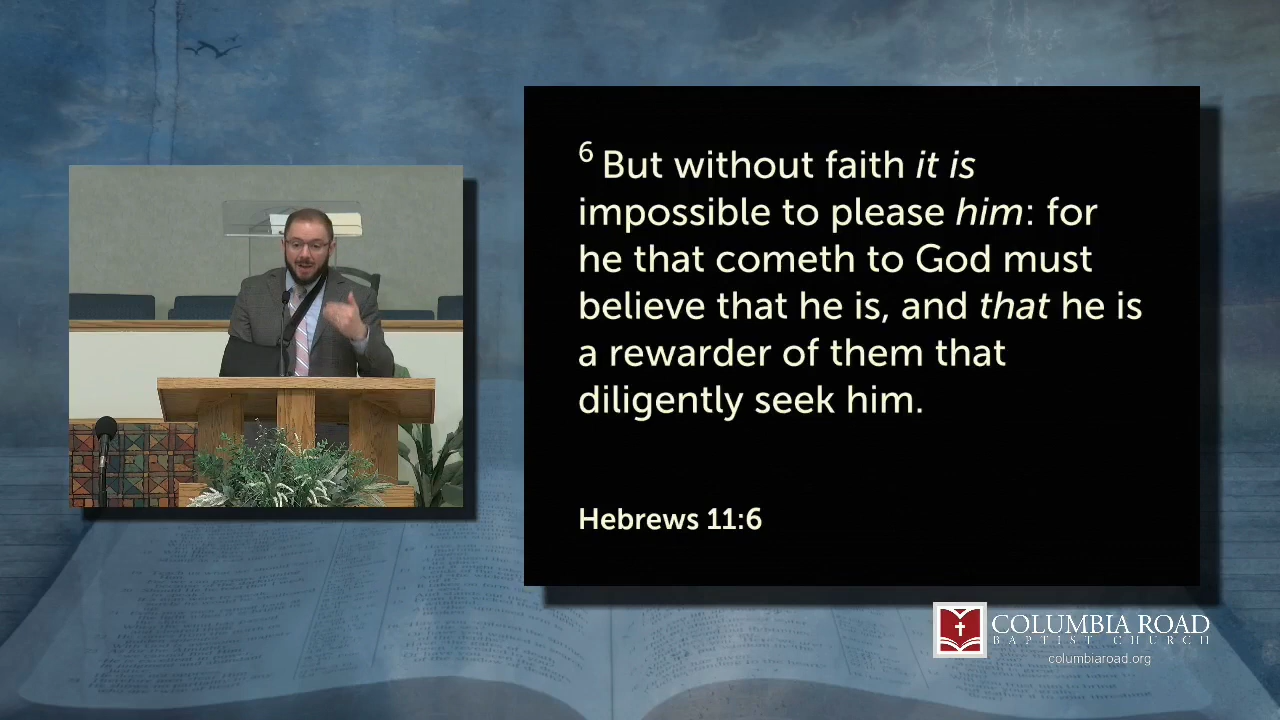 6 But without faith it is
impossible to please him: for
he that cometh to God must
believe that he is, and that he is
a rewarder of them that
diligently seek him.
Hebrews 11:6
COLUMBIA ROAD
BAPTIST CHURCH
columbiaroad.org